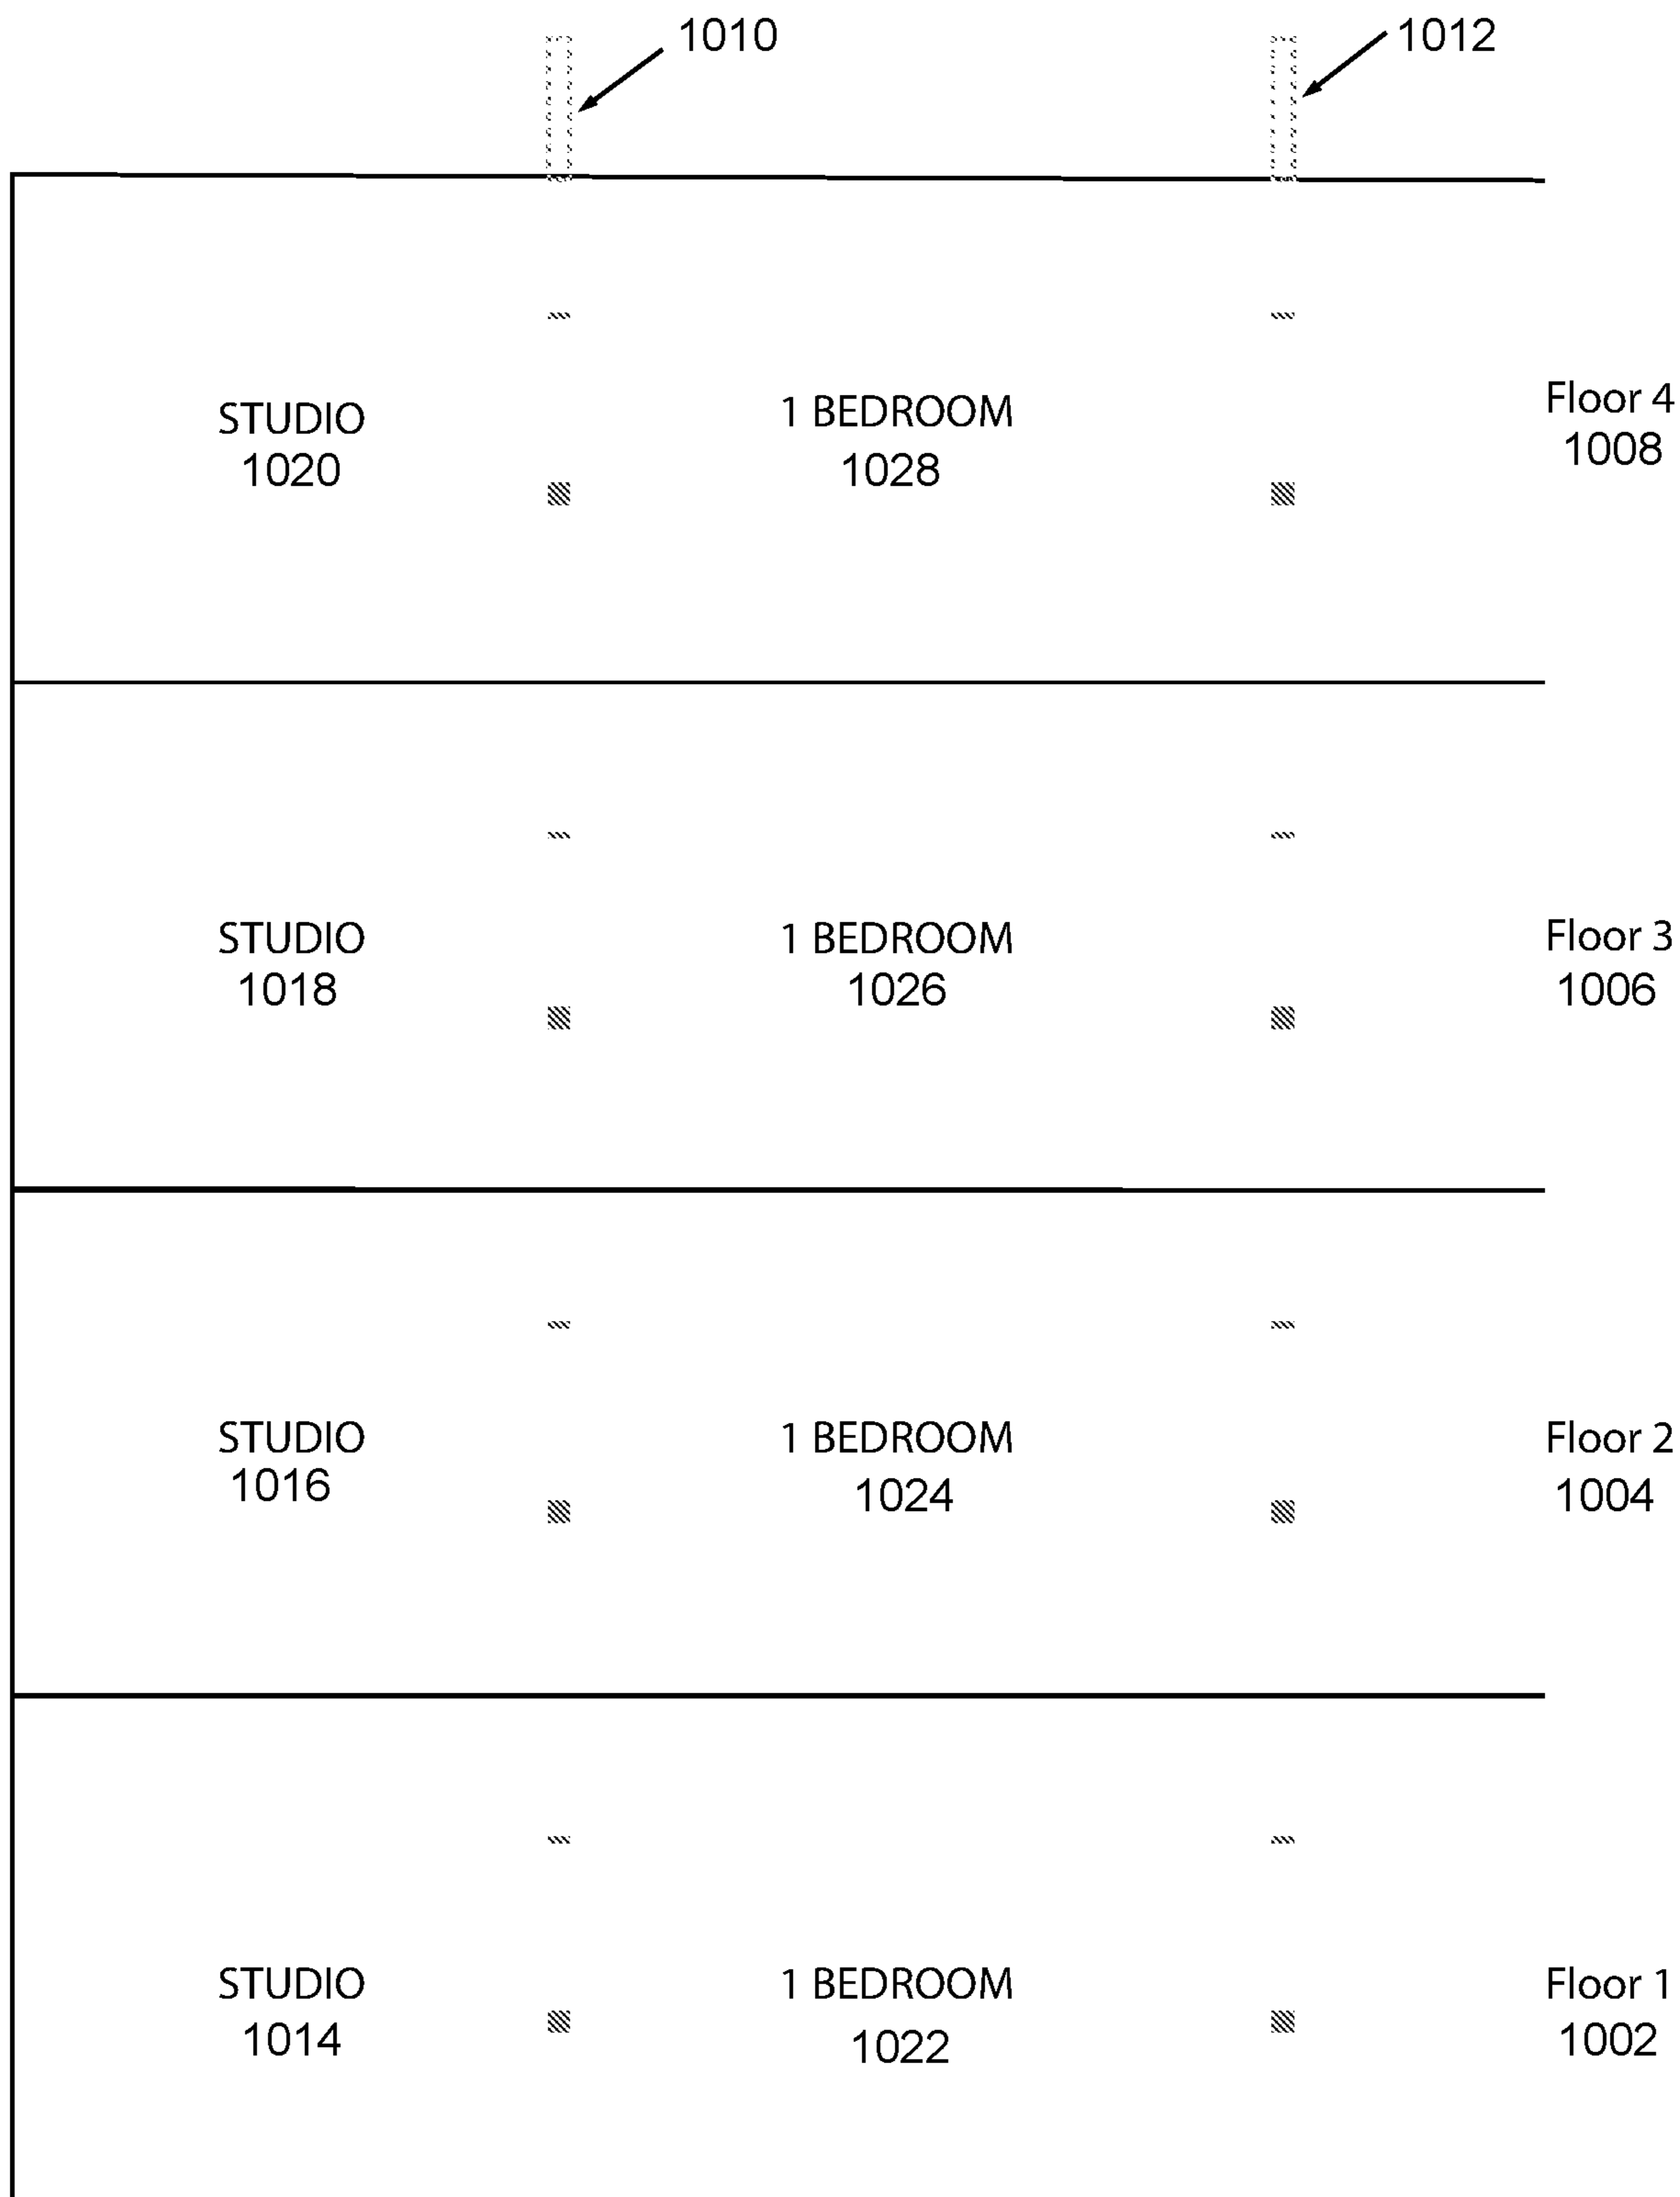 1010
1012
STUDIO
1020
1 BEDROOM
1028
Floor 4
1008
STUDIO
1018
1 BEDROOM
1026
Floor 3
1006
STUDIO
1016
1 BEDROOM
1024
Floor 2
1004
STUDIO
1014
1 BEDROOM
1022
Floor 1
1002